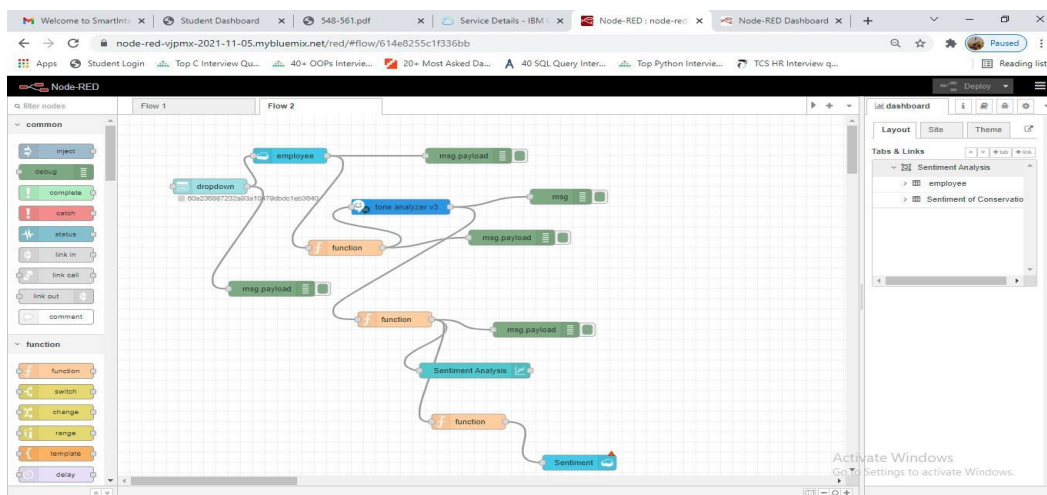 Welcome to SmartInte
Student Dashboard
548-561.pdf
Service Details - IBM
Node-RED : node-red
Node-RED Dashboard
node-red-vjpmx-2021-11-05.mybluemix.net/red/#flow/614e8255c1f336bb
Paused
Apps
Student Login
Top C Interview Qu...
40+ OOPs Intervie...
20+ Most Asked Da...
40 SQL Query Inter...
Top Python Intervie...
TCS HR Interview q...
Reading list
Node-RED
Deploy
filter nodes
Flow 1
Flow 2
dashboard
common
inject
debug
complete
catch
status
link in
link call
link out
comment
function
function
switch
change
range
template
delay
employee
msg.payload
dropdown
60a236887232a93a10479dbdc1eb3640
tone analyzer v3
msg
msg.payload
function
msg.payload
function
msg.payload
Sentiment Analysis
function
Sentiment
Layout
Site
Theme
Tabs & Links
tab
link
Sentiment Analysis
employee
Sentiment of Conservatio
Activate Windows
Go to Settings to activate Windows.